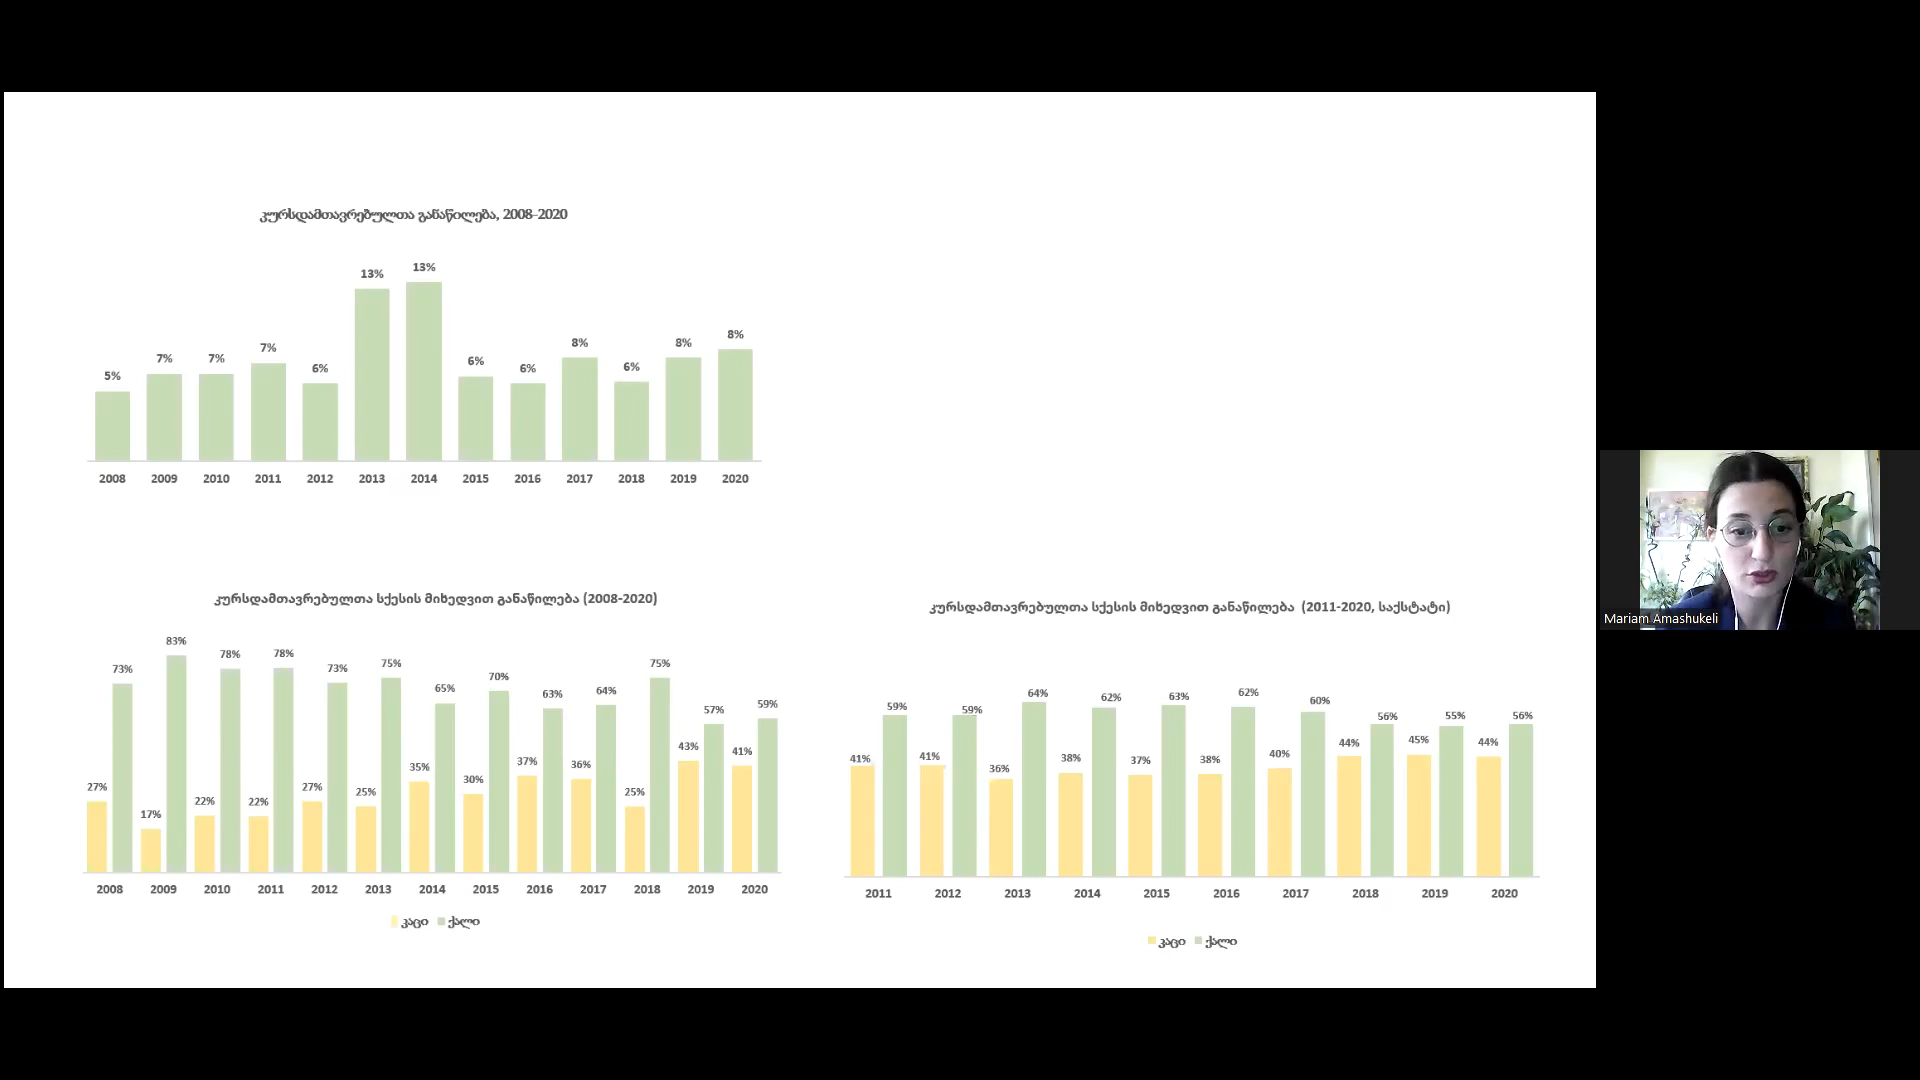 კურსდამთავრებულთა განაწილება, 2008-2020
13% 13%
5% 7% 7% 7% 6% 6% 6% 8% 6% 8% 8%
2008 2009 2010 2011 2012 2013 2014 2015 2016 2017 2018 2019 2020
კურსდამთავრებულთა სქესის მიხედვით განაწილება (2008-2020)
73% 83% 78% 78% 73% 75% 65% 70% 63% 64% 75% 57% 59%
27% 17% 22% 22% 27% 25% 35% 30% 37% 36% 25% 43% 41%
2008 2009 2010 2011 2012 2013 2014 2015 2016 2017 2018 2019 2020
კაცი ქალი
კურსდამთავრებულთა სქესის მიხედვით განაწილება (2011-2020, საქსტატი)
59% 59% 64% 62% 63% 62% 60% 56% 55% 56%
41% 41% 36% 38% 37% 38% 40% 44% 45% 44%
2011 2012 2013 2014 2015 2016 2017 2018 2019 2020
კაცი ქალი
Mariam Amashukeli